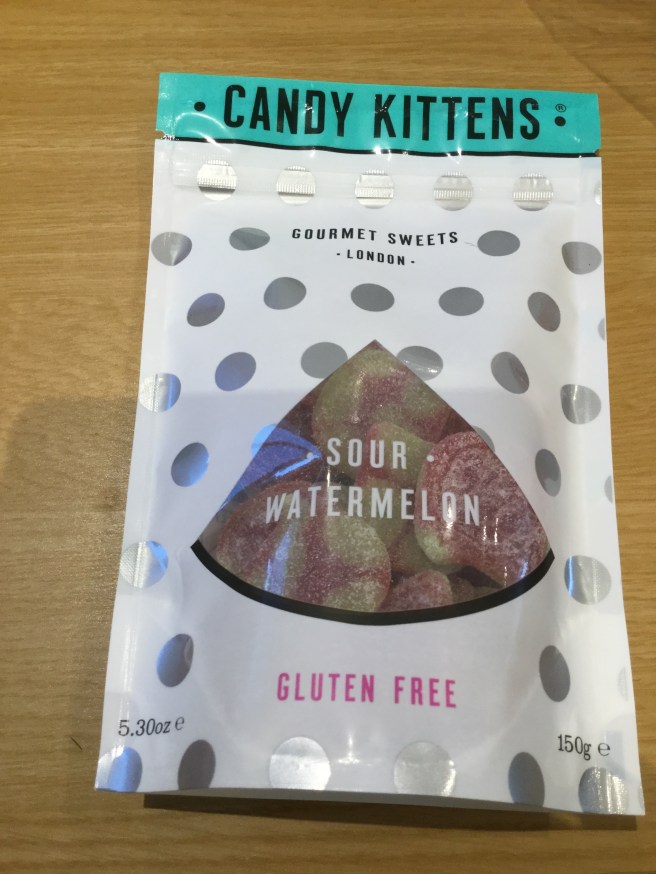 • CANDY KITTENS ® •
GOURMET SWEETS
- LONDON -
• SOUR •
WATERMELON
GLUTEN FREE
5.30oz e
150g e